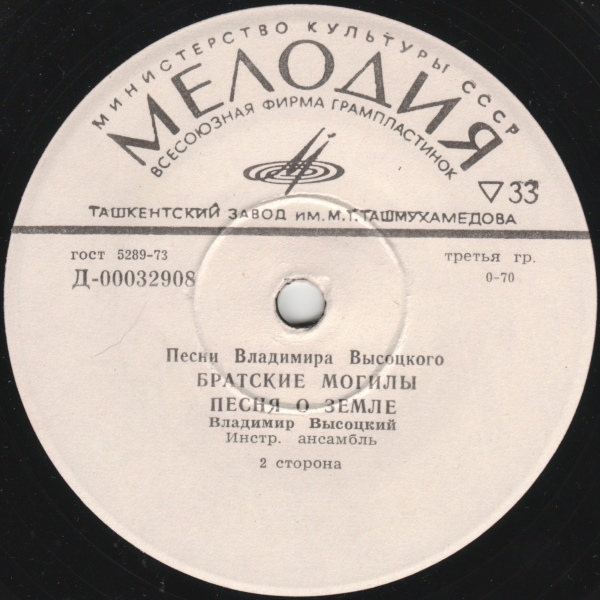 МИНИСТЕРСТВО КУЛЬТУРЫ СССР
МЕЛОДИЯ
ВСЕСОЮЗНАЯ ФИРМА ГРАМПЛАСТИНОК
33
ТАШКЕНТСКИЙ ЗАВОД ИМ. М.Т.ТАШМУХАМЕДОВА
гост 5289-73
третья гр.
Д-00032908
0-70
Песни Владимира Высоцкого
БРАТСКИЕ МОГИЛЫ
ПЕСНЯ О ЗЕМЛЕ
Владимир Высоцкий
Инстр. ансамбль
2 сторона